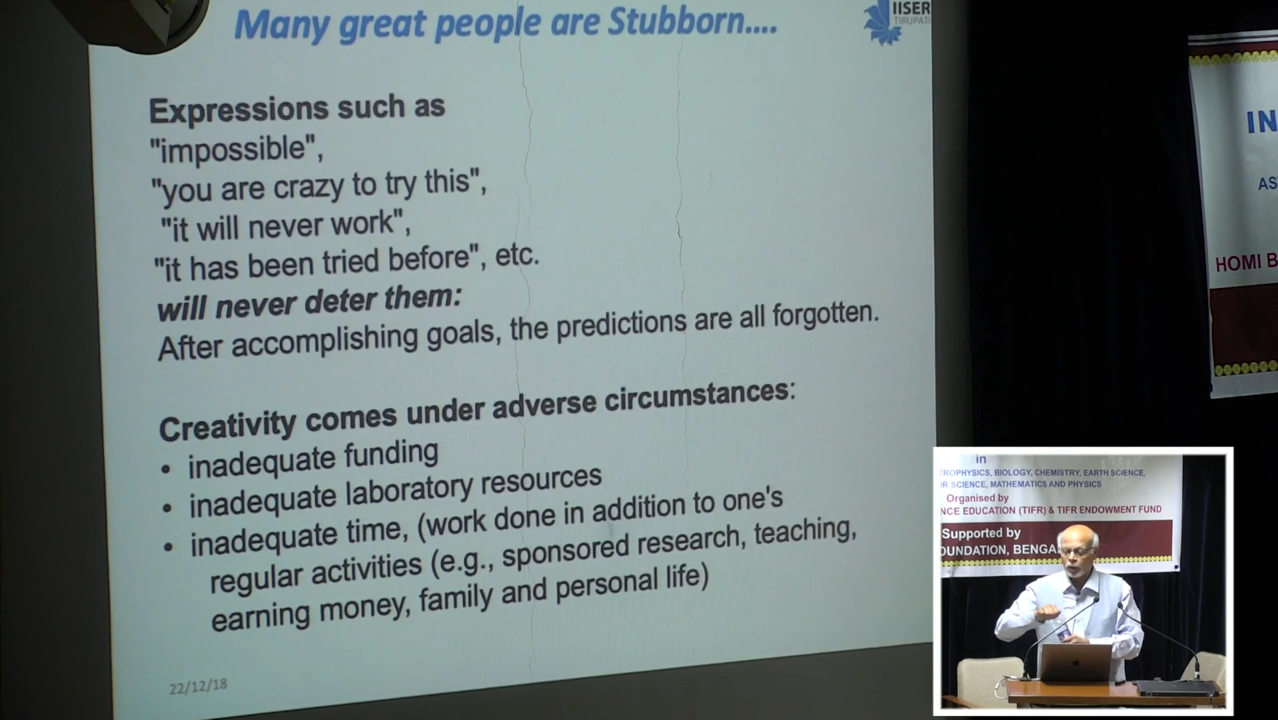 Many great people are Stubborn....
IISER
TIRUPATI
Expressions such as
"impossible",
"you are crazy to try this",
"it will never work",
"it has been tried before", etc.
will never deter them:
After accomplishing goals, the predictions are all forgotten.
Creativity comes under adverse circumstances:
• inadequate funding
• inadequate laboratory resources
• inadequate time, (work done in addition to one's
regular activities (e.g., sponsored research, teaching,
earning money, family and personal life)
22/12/18
IN
AS
HOMI B
in
TROPHYSICS, BIOLOGY, CHEMISTRY, EARTH SCIENCE,
R SCIENCE, MATHEMATICS AND PHYSICS
Organised by
NCE EDUCATION (TIFR) & TIFR ENDOWMENT FUND
Supported by
OUNDATION, BENGA